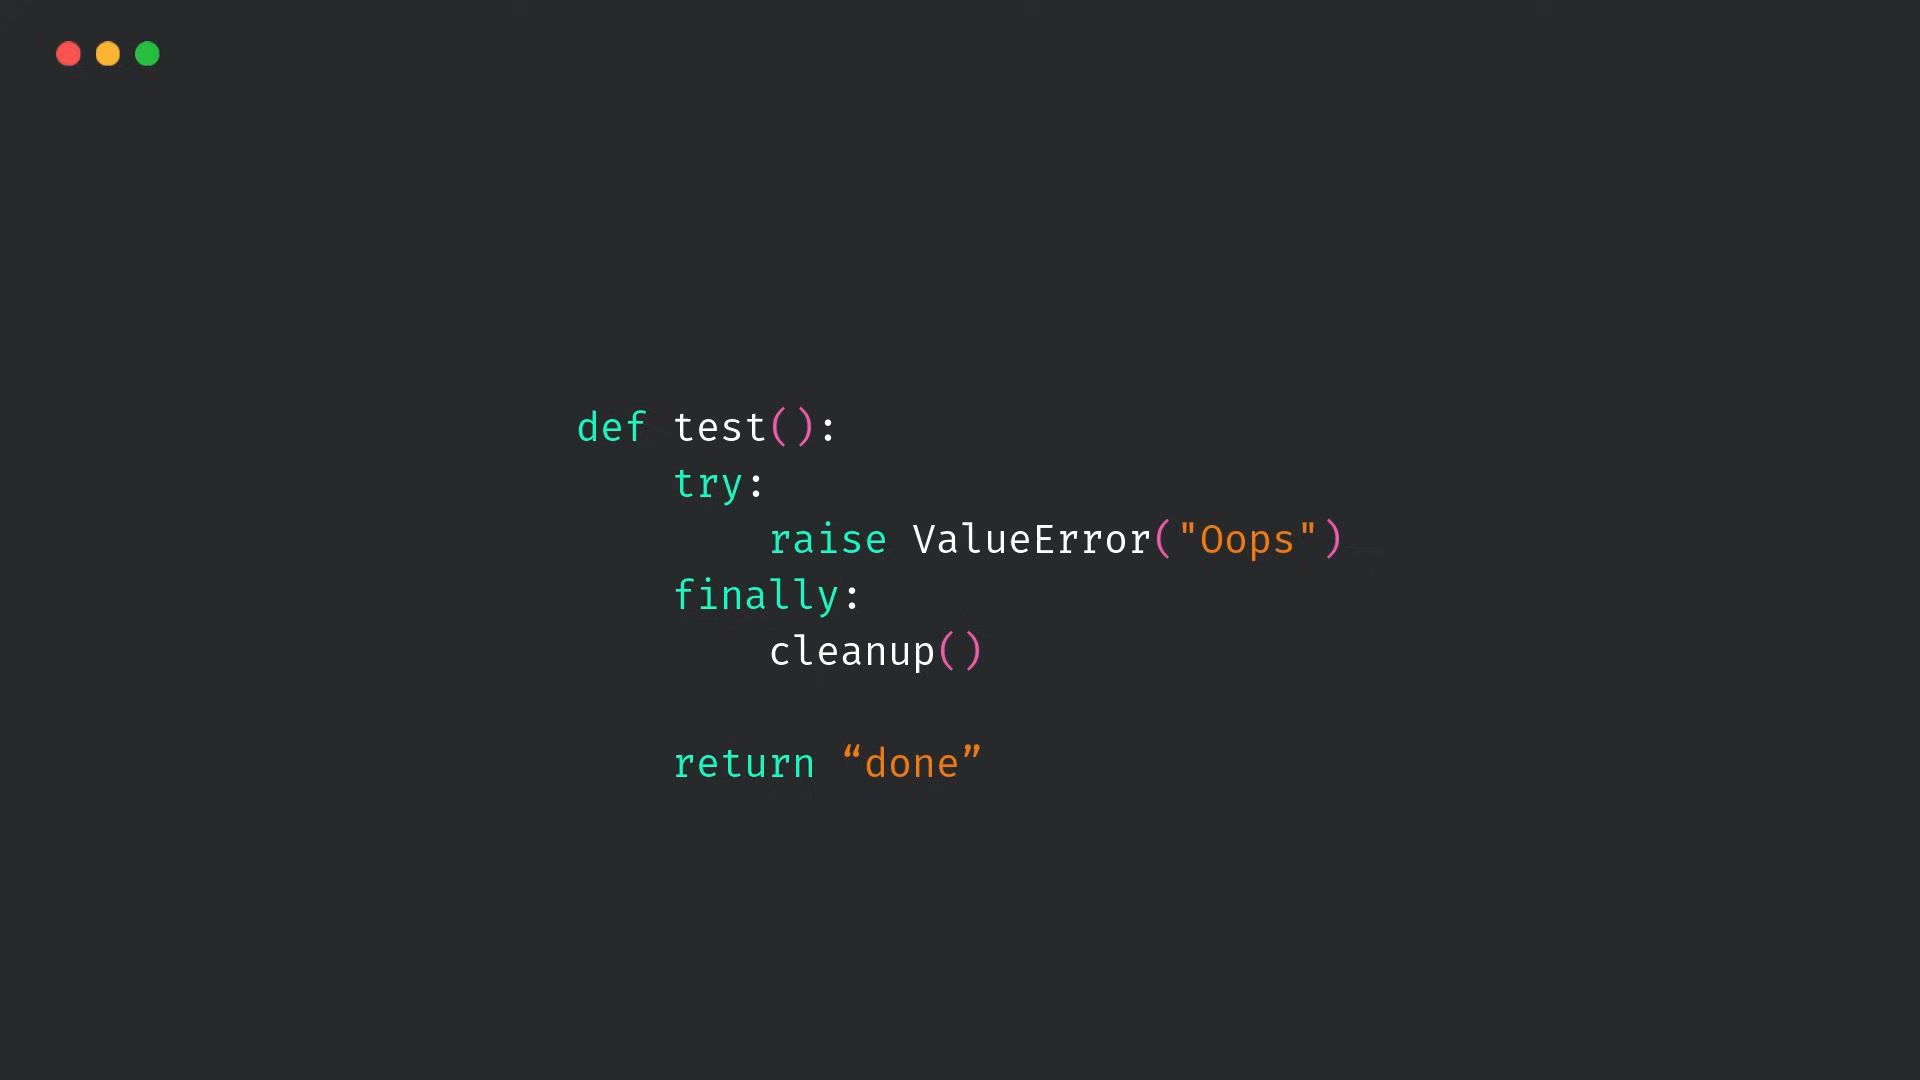 def test():
    try:
        raise ValueError("Oops")
    finally:
        cleanup()

    return “done”